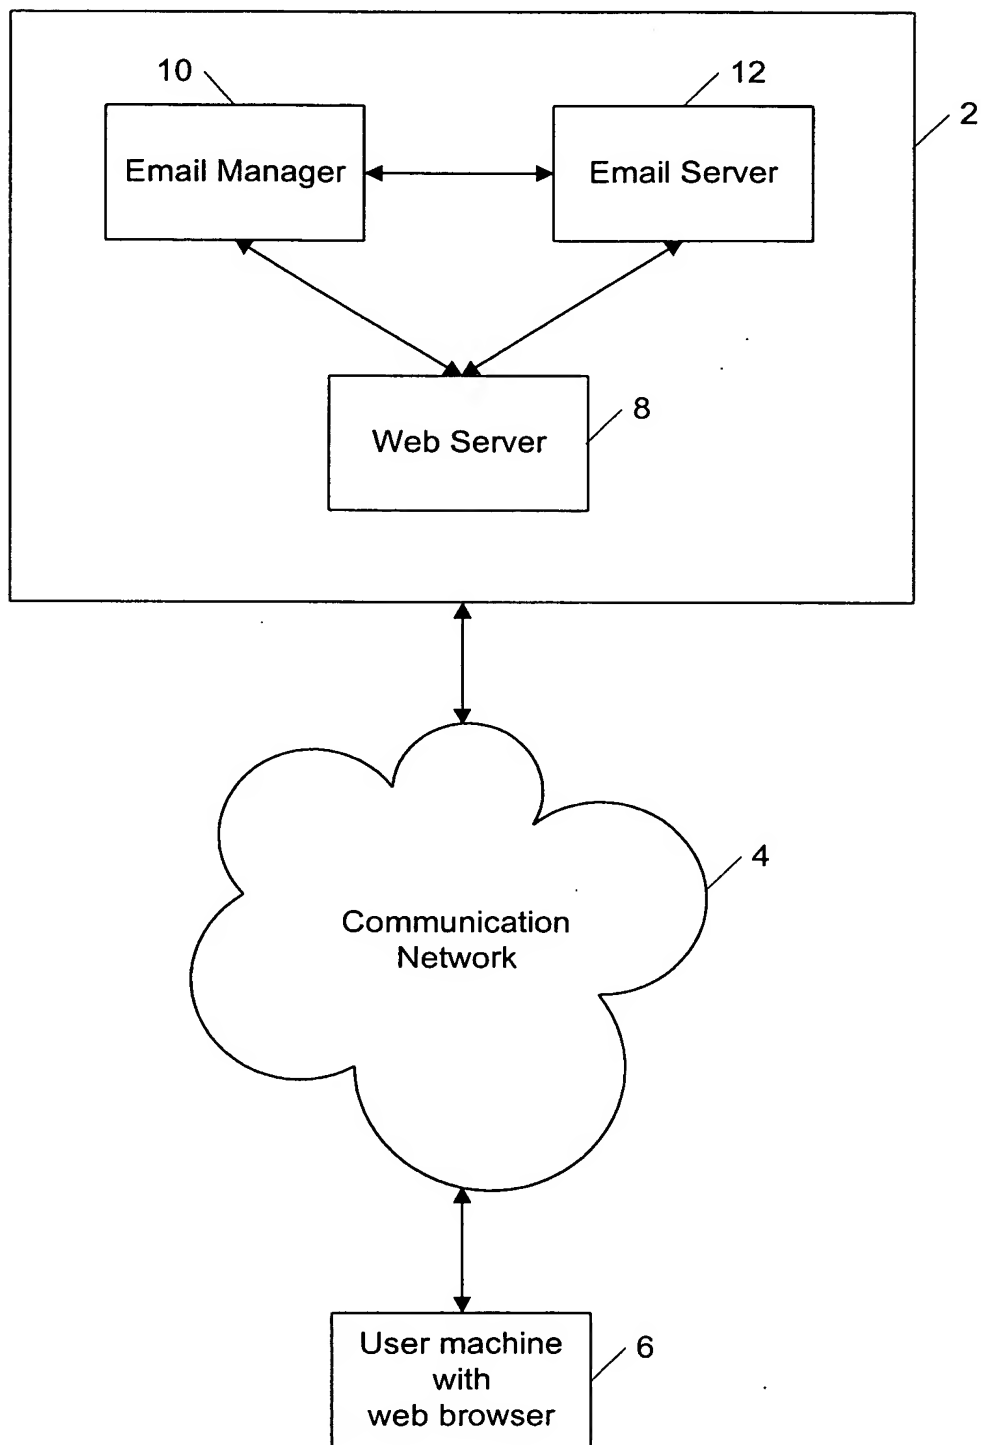 10
12
2
Email Manager
Email Server
8
Web Server
4
Communication
Network
User machine
with
web browser
6